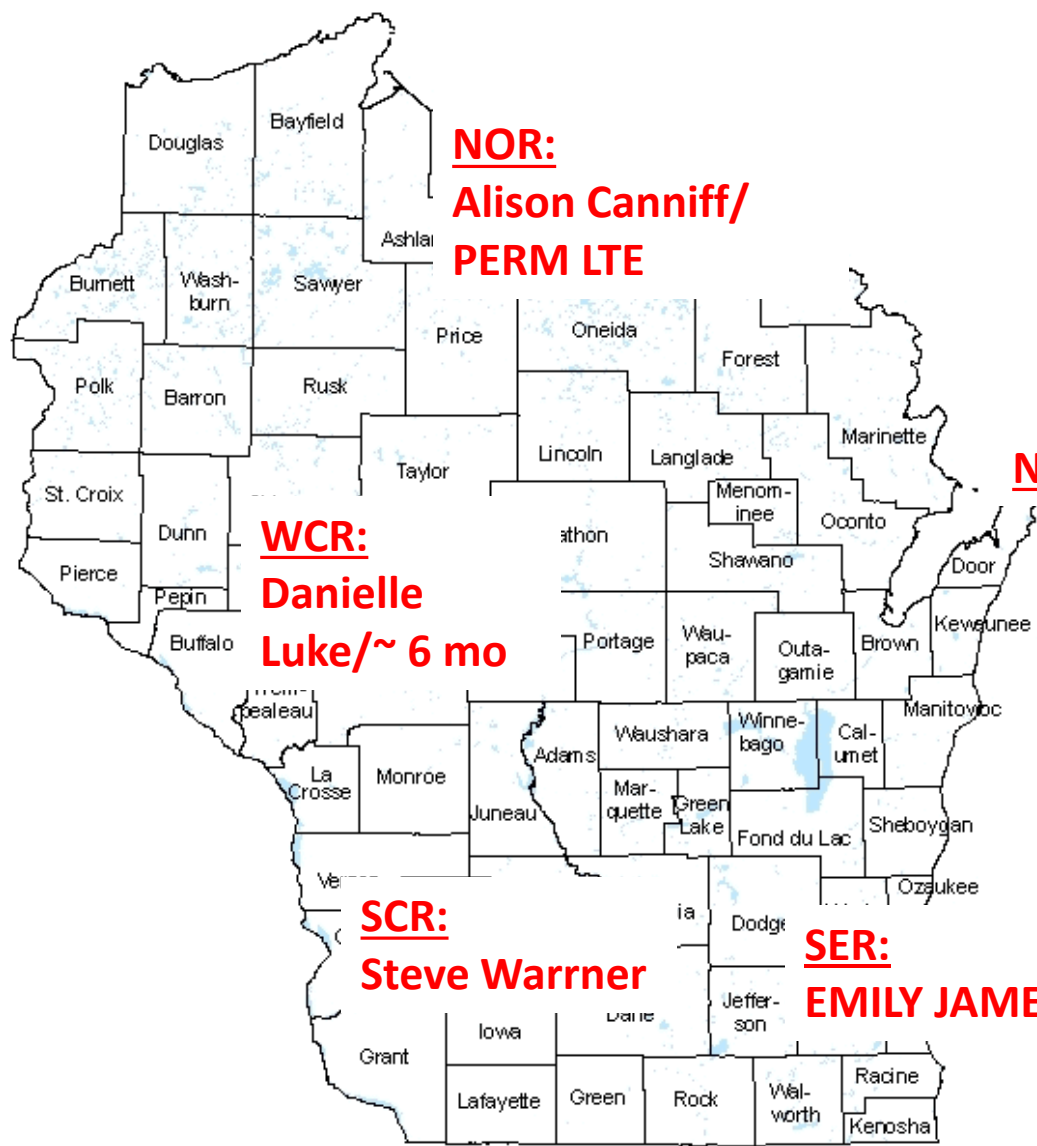 Bayfield
Douglas
NOR:
Alison Canniff/
PERM LTE
Burnett
Wash-
burn
Sawyer
Price
Oneida
Forest
Polk
Barron
Rusk
Marinette
Taylor
Lincoln
Langlade
St. Croix
Menom-
inee
Oconto
Dunn
WCR:
Danielle
Luke/~ 6 mo
Shawano
Door
Pierce
Pepin
Buffalo
Portage
Wau-
paca
Outa-
gamie
Brown
Kewaunee
pealeau
Manitowoc
Waushara
Winne-
bago
Cal-
umet
Adams
La
Crosse
Monroe
Juneau
Mar-
quette
Green
Lake
Fond du Lac
Sheboygan
Ozaukee
SCR:
Steve Warrner
Dodge
SER:
EMILY JAME
Jeffer-
son
Iowa
Dane
Grant
Lafayette
Green
Rock
Wal-
worth
Racine
Kenosha